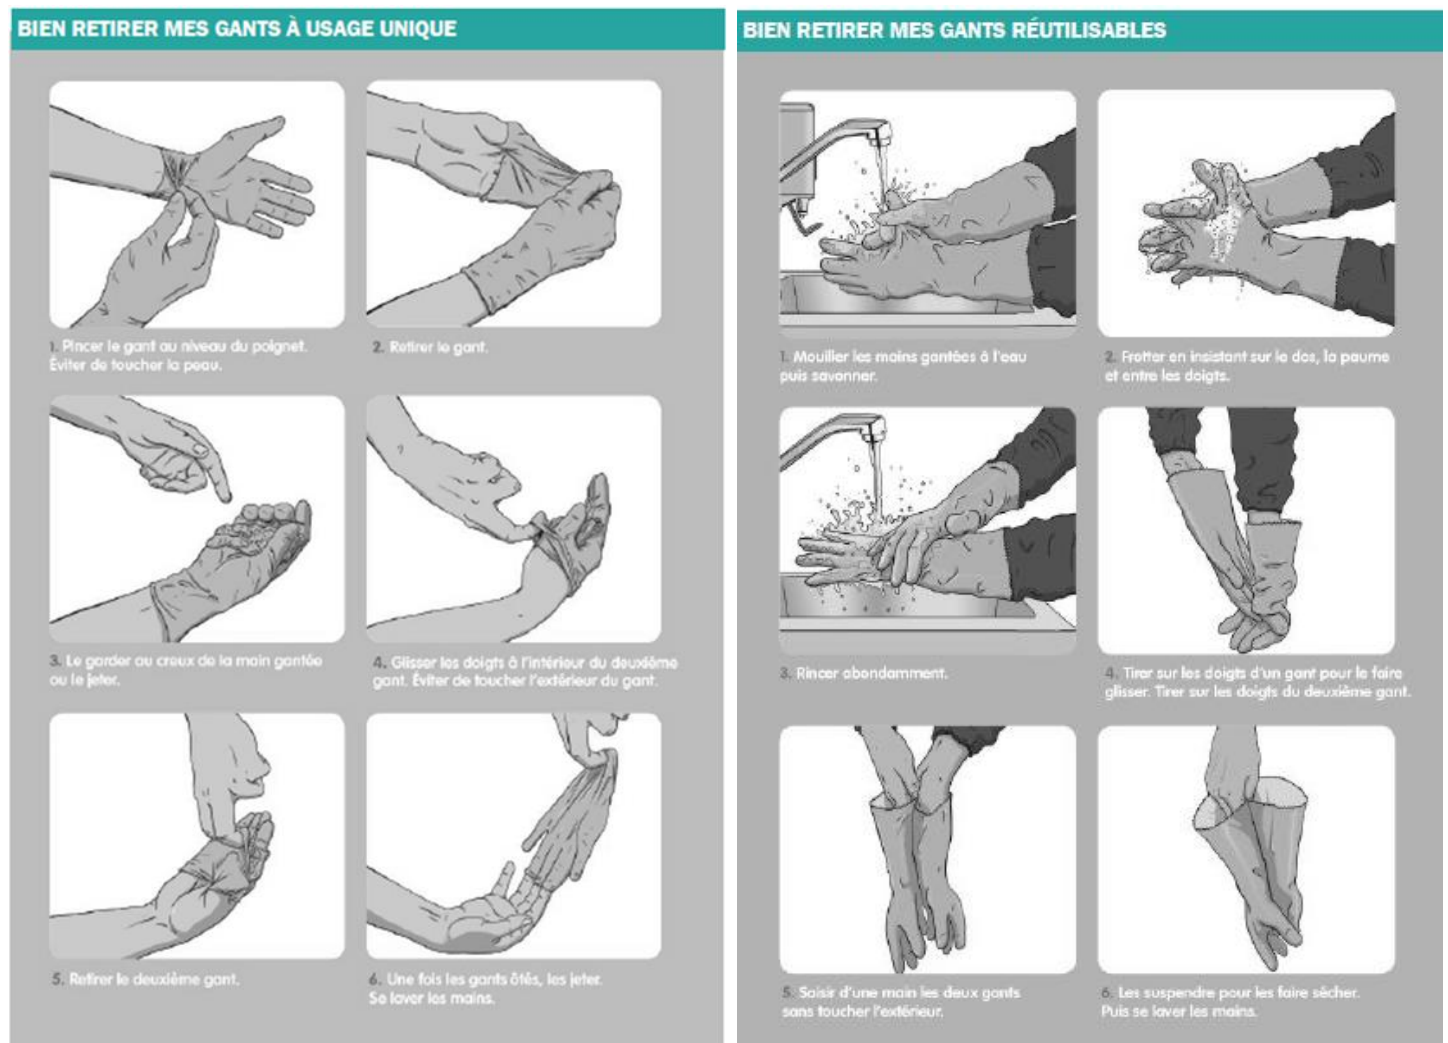 BIEN RETIRER MES GANTS À USAGE UNIQUE
1. Pincer le gant au niveau du poignet.
Éviter de toucher la peau.
2. Retirer le gant.
3. Le garder au creux de la main gantée
ou le jeter.
4. Glisser les doigts à l'intérieur du deuxième
gant. Éviter de toucher l'extérieur du gant.
5. Retirer le deuxième gant.
6. Une fois les gants ôtés, les jeter.
Se laver les mains.
BIEN RETIRER MES GANTS RÉUTILISABLES
1. Mouiller les mains gantées à l'eau
puis savonner.
2. Frotter en insistant sur le dos, la paume
et entre les doigts.
3. Rincer abondamment.
4. Tirer sur les doigts d'un gant pour le faire
glisser. Tirer sur les doigts du deuxième gant.
5. Saisir d'une main les deux gants
sans toucher l'extérieur.
6. Les suspendre pour les faire sécher.
Puis se laver les mains.